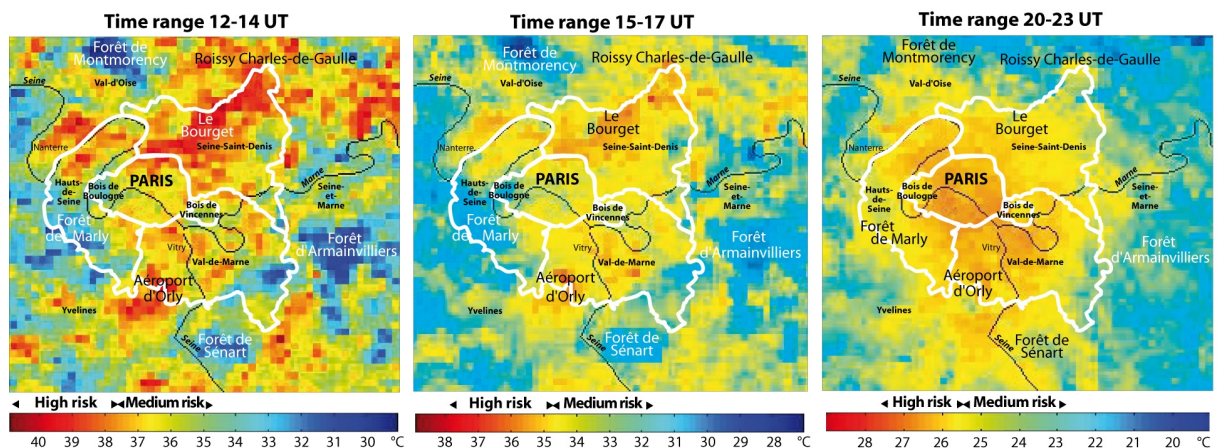 Time range 12-14 UT
Forêt de
Montmorency
Roissy Charles-de-Gaulle
Seine
Val-d'Oise
Le
Bourget
Nanterre
Seine-Saint-Denis
Marne
PARIS
Hauts-
de-
Seine
Bois de
Boulogne
Bois de
Vincennes
Seine-
et-
Marne
Forêt
de Marly
Vitry
Forêt
d'Armainvilliers
Val-de-Marne
Aéroport
d'Orly
Yvelines
Seine
Forêt de
Sénart
High risk
Medium risk
40 39 38 37 36 35 34 33 32 31 30 °C
Time range 15-17 UT
Forêt de
Montmorency
Roissy Charles-de-Gaulle
Seine
Val-d'Oise
Le
Bourget
Nanterre
Seine-Saint-Denis
Marne
PARIS
Hauts-
de-
Seine
Bois de
Boulogne
Bois de
Vincennes
Seine-
et-
Marne
Forêt
de Marly
Vitry
Forêt
d'Armainvilliers
Val-de-Marne
Aéroport
d'Orly
Yvelines
Seine
Forêt de
Sénart
High risk
Medium risk
38 37 36 35 34 33 32 31 30 29 28 °C
Time range 20-23 UT
Forêt de
Montmorency
Roissy Charles-de-Gaulle
Seine
Val-d'Oise
Le
Bourget
Nanterre
Seine-Saint-Denis
Marne
PARIS
Hauts-
de-
Seine
Bois de
Boulogne
Bois de
Vincennes
Seine-
et-
Marne
Forêt
de Marly
Vitry
Forêt
d'Armainvilliers
Val-de-Marne
Aéroport
d'Orly
Yvelines
Seine
Forêt de
Sénart
High risk
Medium risk
28 27 26 25 24 23 22 21 20 °C